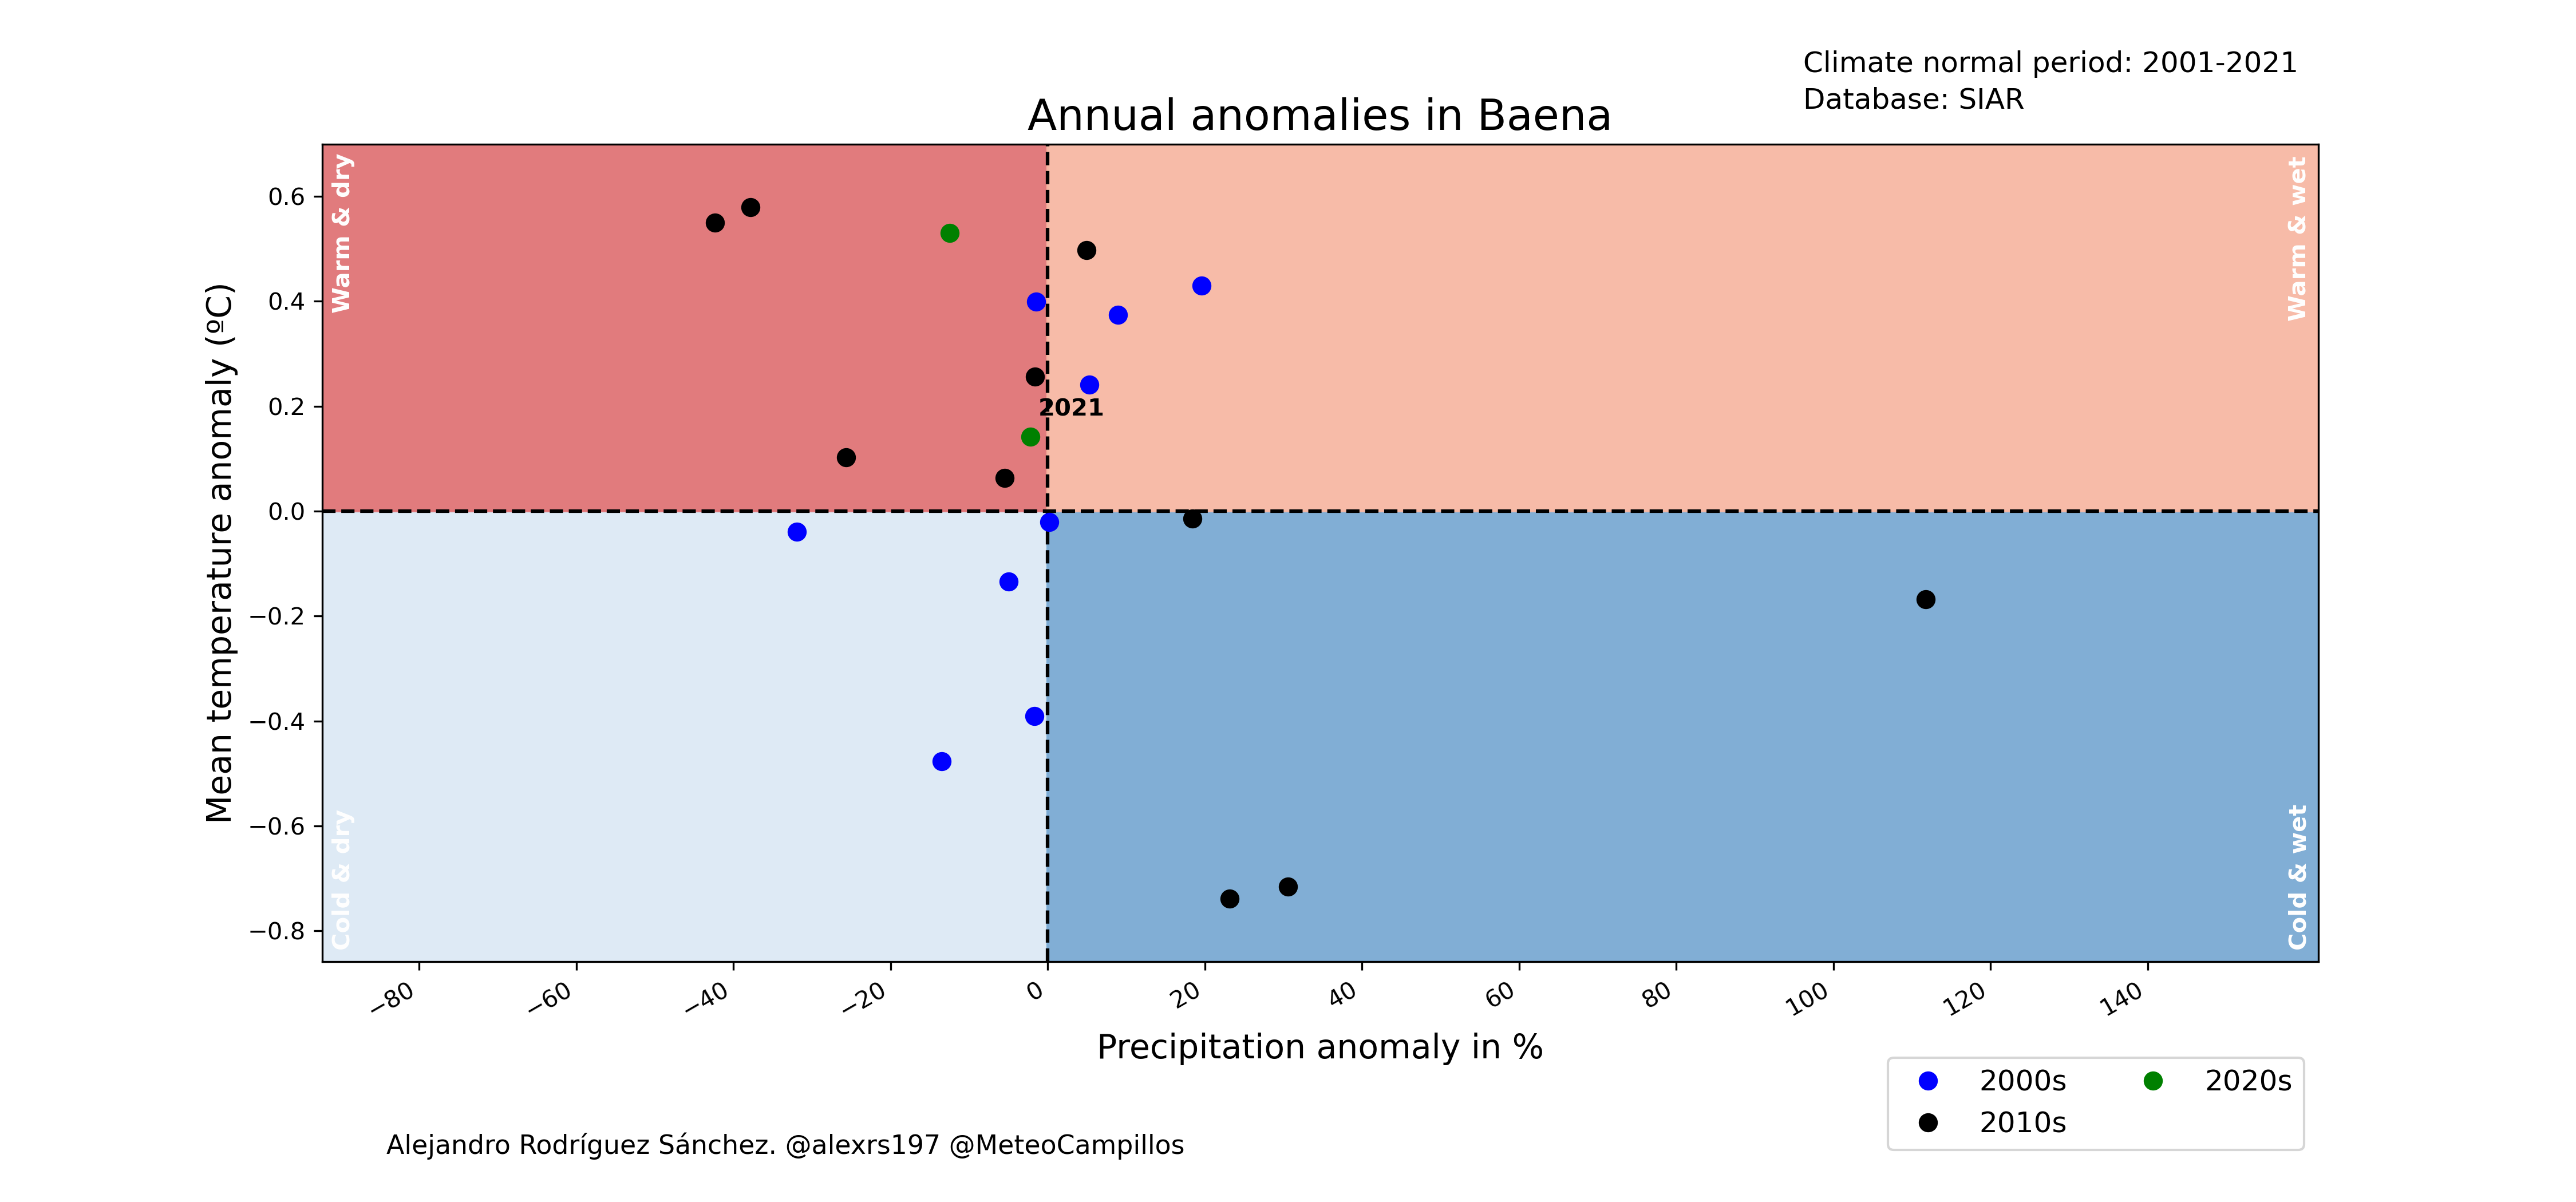 Climate normal period: 2001-2021
Database: SIAR
Annual anomalies in Baena
Warm & dry
Warm & wet
Mean temperature anomaly (ºC)
0.6
0.4
0.2
0.0
−0.2
−0.4
−0.6
−0.8
2021
Cold & dry
Cold & wet
−80
−60
−40
−20
0
20
40
60
80
100
120
140
Precipitation anomaly in %
2000s
2010s
2020s
Alejandro Rodríguez Sánchez. @alexrs197 @MeteoCampillos